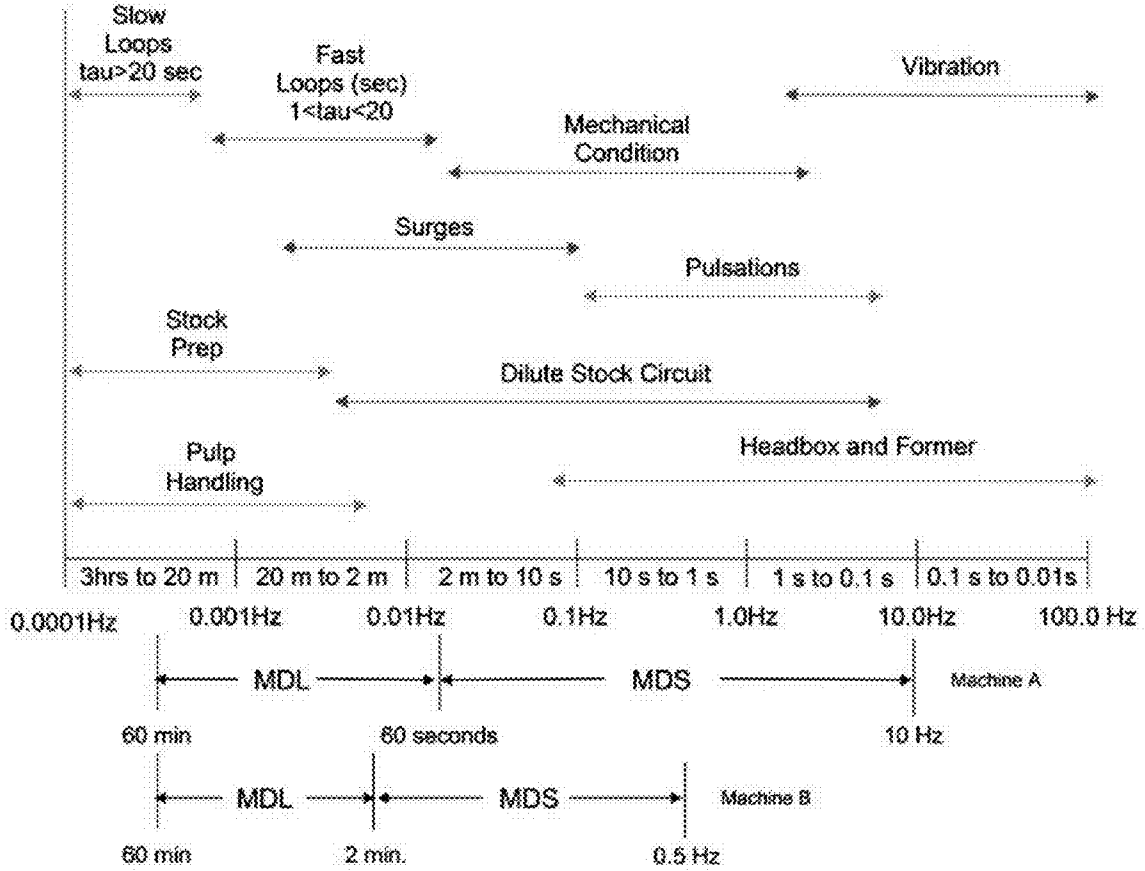 Slow
Loops
tau>20 sec
Fast
Loops (sec)
1<tau<20
Vibration
Mechanical
Condition
Surges
Pulsations
Stock
Prep
Dilute Stock Circuit
Pulp
Handling
Headbox and Former
3hrs to 20 m
20 m to 2 m
2 m to 10 s
10 s to 1 s
1 s to 0.1 s
0.1 s to 0.01s
0.0001Hz
0.001Hz
0.01Hz
0.1Hz
1.0Hz
10.0Hz
100.0 Hz
MDL
MDS
Machine A
60 min
60 seconds
10 Hz
MDL
MDS
Machine B
60 min
2 min.
0.5 Hz